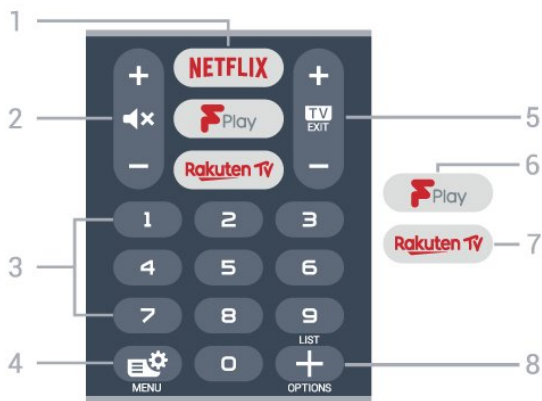 1
+ NETFLIX +
2
F Play
TV
EXIT
5
− Rakuten TV −
6
F Play
1 2 3
Rakuten TV 7
3
4 5 6
7 8 9
LIST
4
0
+
8
MENU
OPTIONS